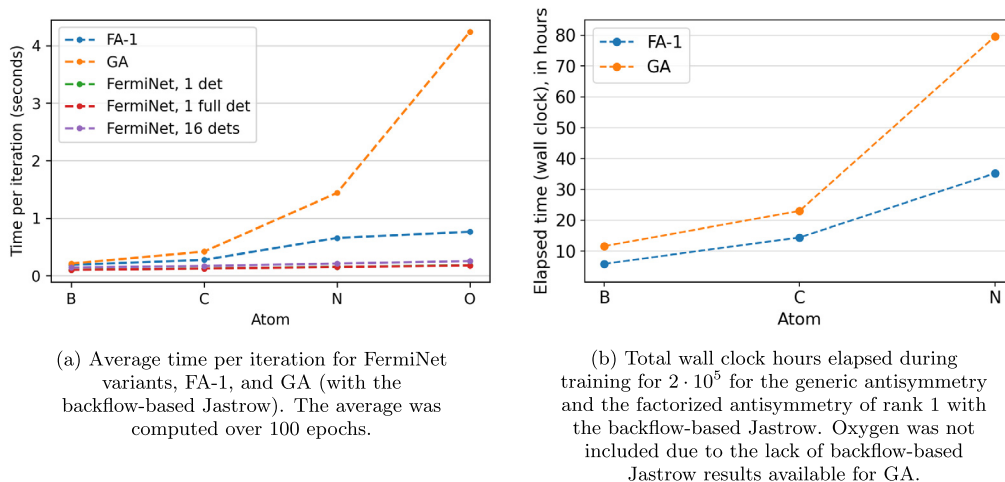 Time per iteration (seconds)
4
3
2
1
0
FA-1
GA
FermiNet, 1 det
FermiNet, 1 full det
FermiNet, 16 dets
B C N O
Atom
(a) Average time per iteration for FermiNet
variants, FA-1, and GA (with the
backflow-based Jastrow). The average was
computed over 100 epochs.
Elapsed time (wall clock), in hours
80
70
60
50
40
30
20
10
FA-1
GA
B C N
Atom
(b) Total wall clock hours elapsed during
training for 2 · 10⁵ for the generic antisymmetry
and the factorized antisymmetry of rank 1 with
the backflow-based Jastrow. Oxygen was not
included due to the lack of backflow-based
Jastrow results available for GA.